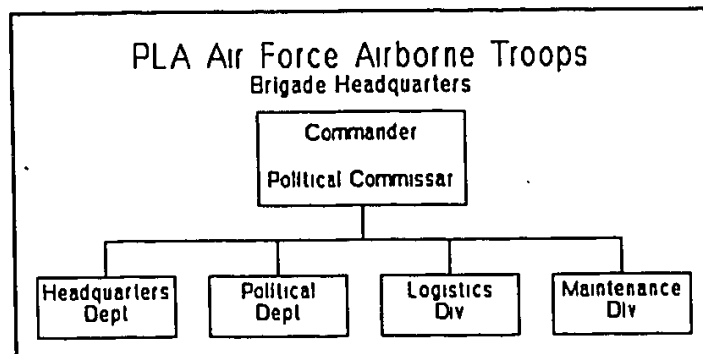 PLA Air Force Airborne Troops
Brigade Headquarters
Commander
Political Commissar
Headquarters
Dept
Political
Dept
Logistics
Div
Maintenance
Div